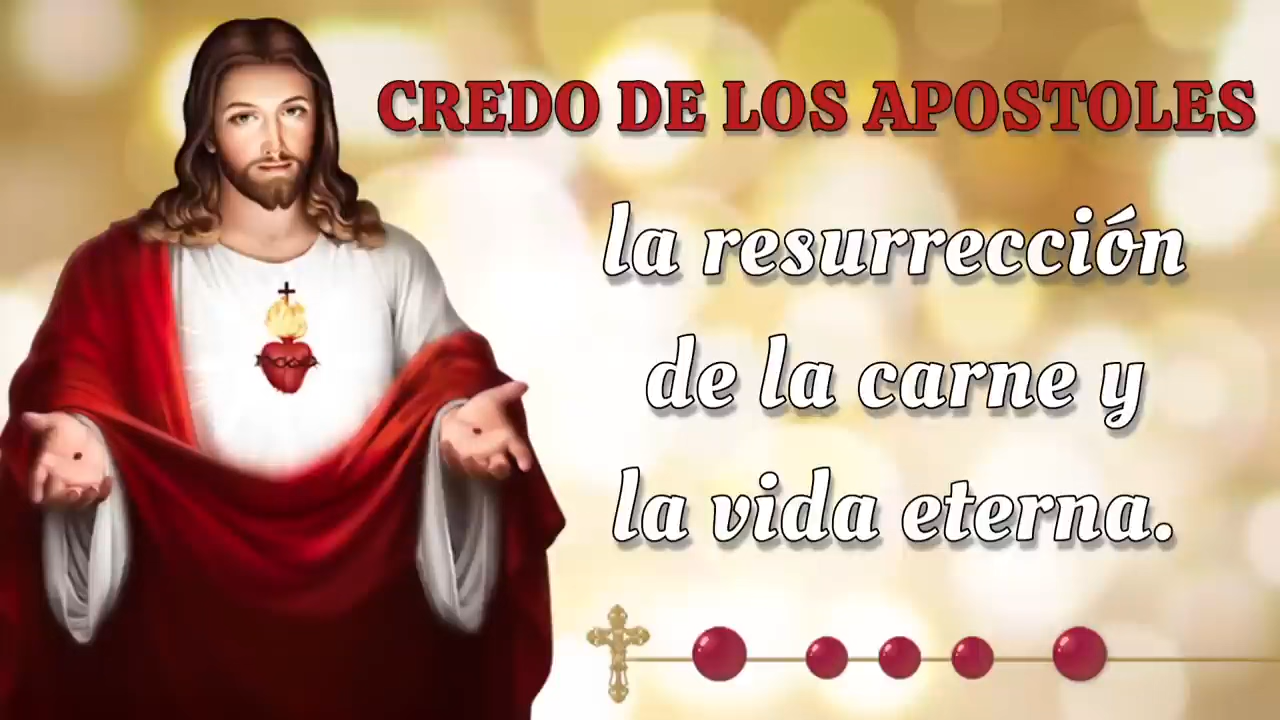 CREDO DE LOS APOSTOLES
la resurrección
de la carne y
la vida eterna.